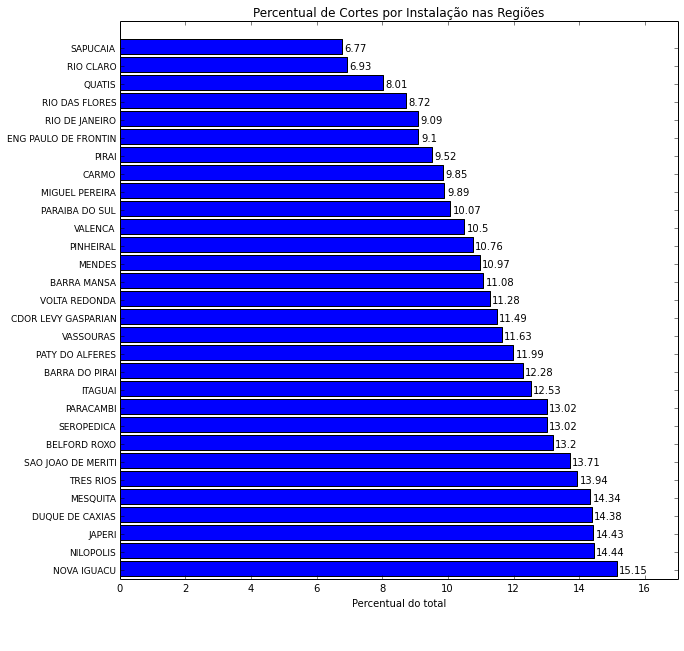 Percentual de Cortes por Instalação nas Regiões
SAPUCAIA 6.77
RIO CLARO 6.93
QUATIS 8.01
RIO DAS FLORES 8.72
RIO DE JANEIRO 9.09
ENG PAULO DE FRONTIN 9.1
PIRAI 9.52
CARMO 9.85
MIGUEL PEREIRA 9.89
PARAIBA DO SUL 10.07
VALENCA 10.5
PINHEIRAL 10.76
MENDES 10.97
BARRA MANSA 11.08
VOLTA REDONDA 11.28
CDOR LEVY GASPARIAN 11.49
VASSOURAS 11.63
PATY DO ALFERES 11.99
BARRA DO PIRAI 12.28
ITAGUAI 12.53
PARACAMBI 13.02
SEROPEDICA 13.02
BELFORD ROXO 13.2
SAO JOAO DE MERITI 13.71
TRES RIOS 13.94
MESQUITA 14.34
DUQUE DE CAXIAS 14.38
JAPERI 14.43
NILOPOLIS 14.44
NOVA IGUACU 15.15
0 2 4 6 8 10 12 14 16
Percentual do total